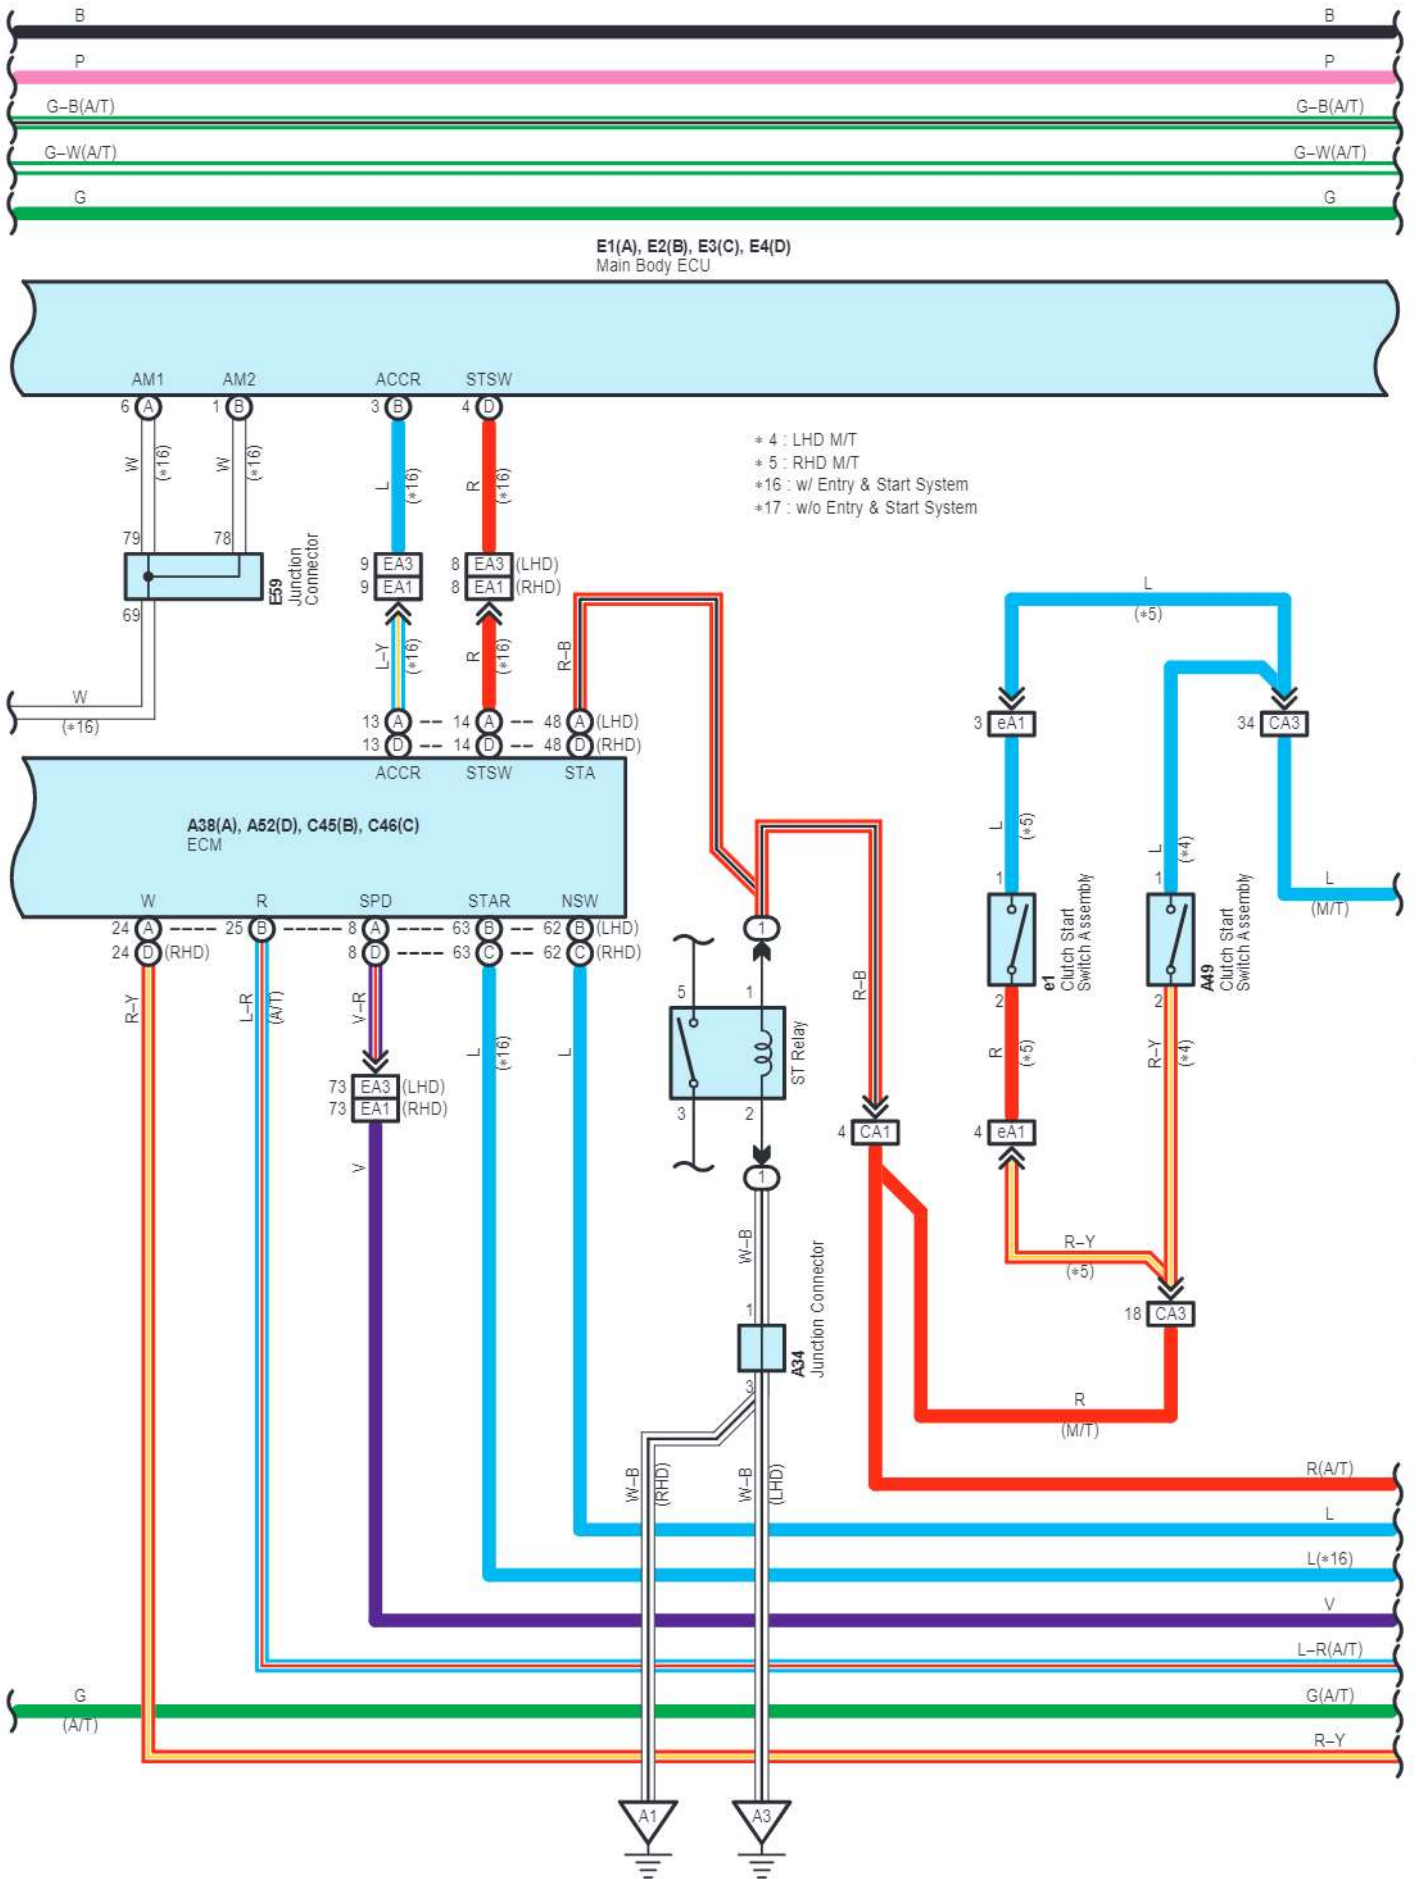 B B
P P
G–B(A/T) G–B(A/T)
G–W(A/T) G–W(A/T)
G G
E1(A), E2(B), E3(C), E4(D)
Main Body ECU
AM1 AM2 ACCR STSW
6 A 1 B 3 B 4 D
W (∗16) W (∗16) L (∗16) R (∗16)
∗ 4 : LHD M/T
∗ 5 : RHD M/T
∗16 : w/ Entry & Start System
∗17 : w/o Entry & Start System
79 78
E59
Junction
Connector
69
9 EA3 8 EA3 (LHD)
9 EA1 8 EA1 (RHD)
L–Y (∗16) R (∗16) R–B
L
(∗5)
W
(∗16)
13 A 14 A 48 A (LHD)
13 D 14 D 48 D (RHD)
ACCR STSW STA
3 eA1 34 CA3
A38(A), A52(D), C45(B), C46(C)
ECM
L (∗5) L (∗4)
L
(M/T)
W R SPD STAR NSW
24 A 25 B 8 A 63 B 62 B (LHD)
24 D (RHD) 8 D 63 C 62 C (RHD)
1
R–Y L–R (A/T) V–R L (∗16) L
5 1
ST Relay
3 2
R–B
1
e1
Clutch Start
Switch Assembly
2
1
A49
Clutch Start
Switch Assembly
2
R (∗5) R–Y (∗4)
73 EA3 (LHD)
73 EA1 (RHD)
V
4 CA1 4 eA1
1
W–B
R–Y
(∗5)
18 CA3
1
A34
Junction Connector
3
R
(M/T)
W–B (RHD) W–B (LHD)
R(A/T)
L
L(∗16)
V
L–R(A/T)
G
(A/T)
G(A/T)
R–Y
A1 A3